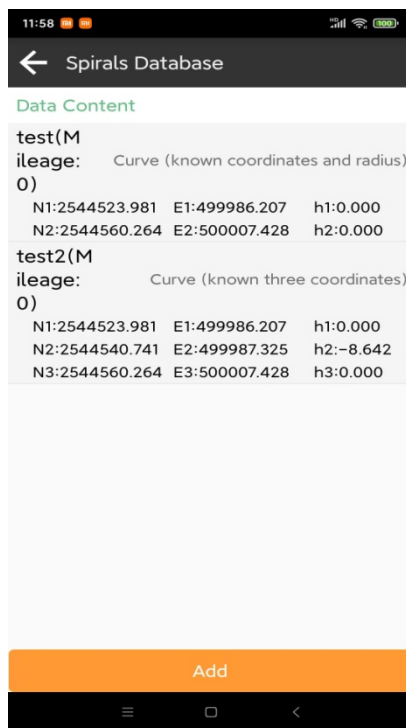 11:58
HD 100
Spirals Database
Data Content
test(M
ileage:
0)
Curve (known coordinates and radius)
N1:2544523.981 E1:499986.207 h1:0.000
N2:2544560.264 E2:500007.428 h2:0.000
test2(M
ileage:
0)
Curve (known three coordinates)
N1:2544523.981 E1:499986.207 h1:0.000
N2:2544540.741 E2:499987.325 h2:-8.642
N3:2544560.264 E3:500007.428 h3:0.000
Add